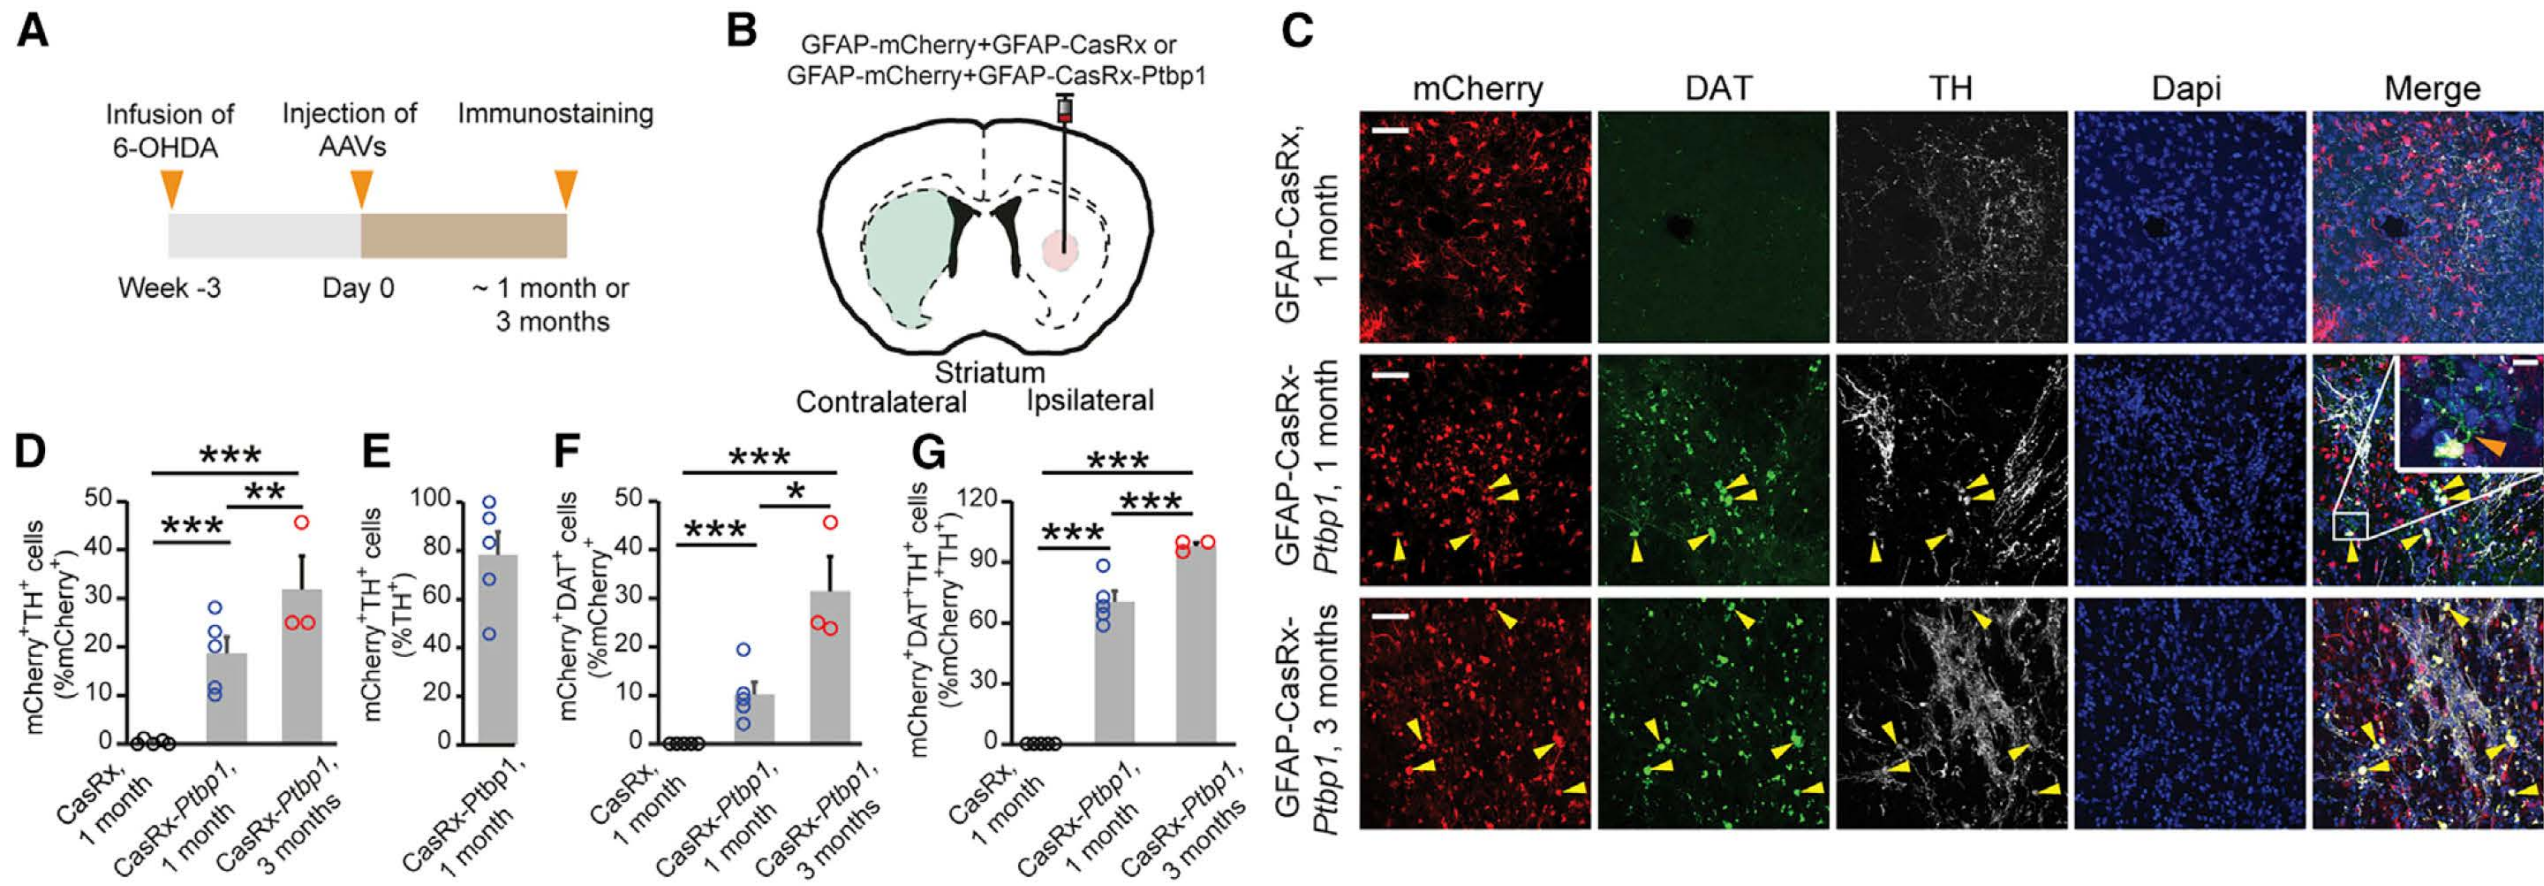 A
Infusion of
6-OHDA
Injection of
AAVs
Immunostaining
Week -3
Day 0
~ 1 month or
3 months
B
GFAP-mCherry+GFAP-CasRx or
GFAP-mCherry+GFAP-CasRx-Ptbp1
Striatum
Contralateral
Ipsilateral
C
mCherry
DAT
TH
Dapi
Merge
GFAP-CasRx,
1 month
GFAP-CasRx-
Ptbp1, 1 month
GFAP-CasRx-
Ptbp1, 3 months
D
mCherry+TH+ cells
(%mCherry+)
50
40
30
20
10
0
***
**
***
CasRx,
1 month
CasRx-Ptbp1,
1 month
CasRx-Ptbp1,
3 months
E
mCherry+TH+ cells
(%TH+)
100
80
60
40
20
0
CasRx-Ptbp1,
1 month
F
mCherry+DAT+ cells
(%mCherry+
50
40
30
20
10
0
***
*
***
CasRx,
1 month
CasRx-Ptbp1,
1 month
CasRx-Ptbp1,
3 months
G
mCherry+DAT+TH+ cells
(%mCherry+TH+)
120
90
60
30
0
***
***
***
CasRx,
1 month
CasRx-Ptbp1,
1 month
CasRx-Ptbp1,
3 months